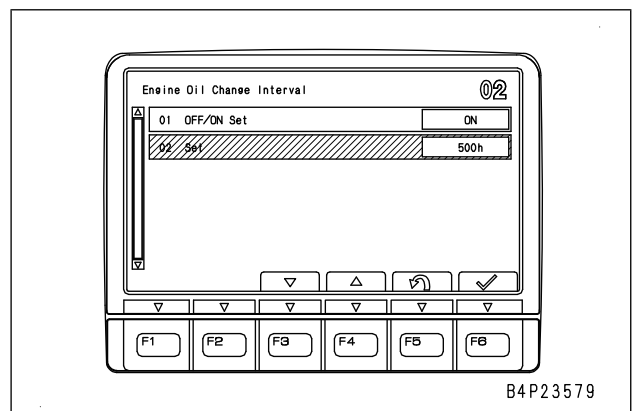 Engine Oil Change Interval 02
01 OFF/ON Set ON
02 Set 500h
F1 F2 F3 F4 F5 F6
B4P23579